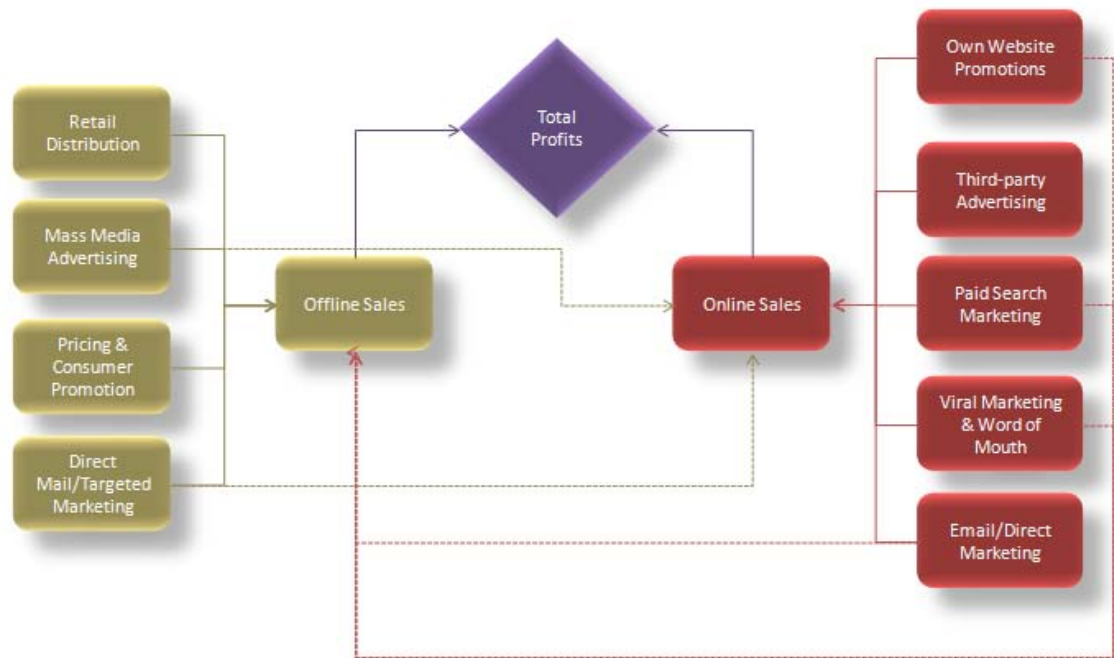 Own Website
Promotions
Retail
Distribution
Total
Profits
Third-party
Advertising
Mass Media
Advertising
Offline Sales
Online Sales
Paid Search
Marketing
Pricing &
Consumer
Promotion
Viral Marketing
& Word of
Mouth
Direct
Mail/Targeted
Marketing
Email/Direct
Marketing